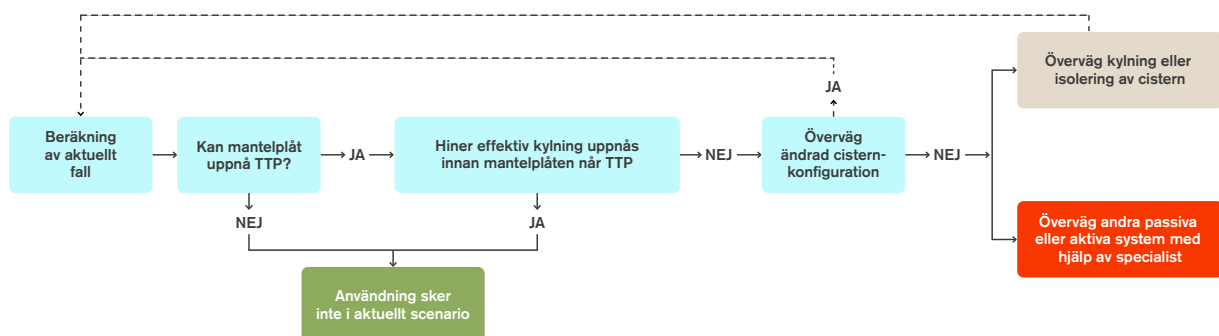 Överväg kylning eller
isolering av cistern
JA
Beräkning
av aktuellt
fall
Kan mantelplåt
uppnå TTP?
JA
Hiner effektiv kylning uppnås
innan mantelplåten når TTP
NEJ
Överväg
ändrad cistern-
konfiguration
NEJ
NEJ
JA
Överväg andra passiva
eller aktiva system med
hjälp av specialist
Användning sker
inte i aktuellt scenario